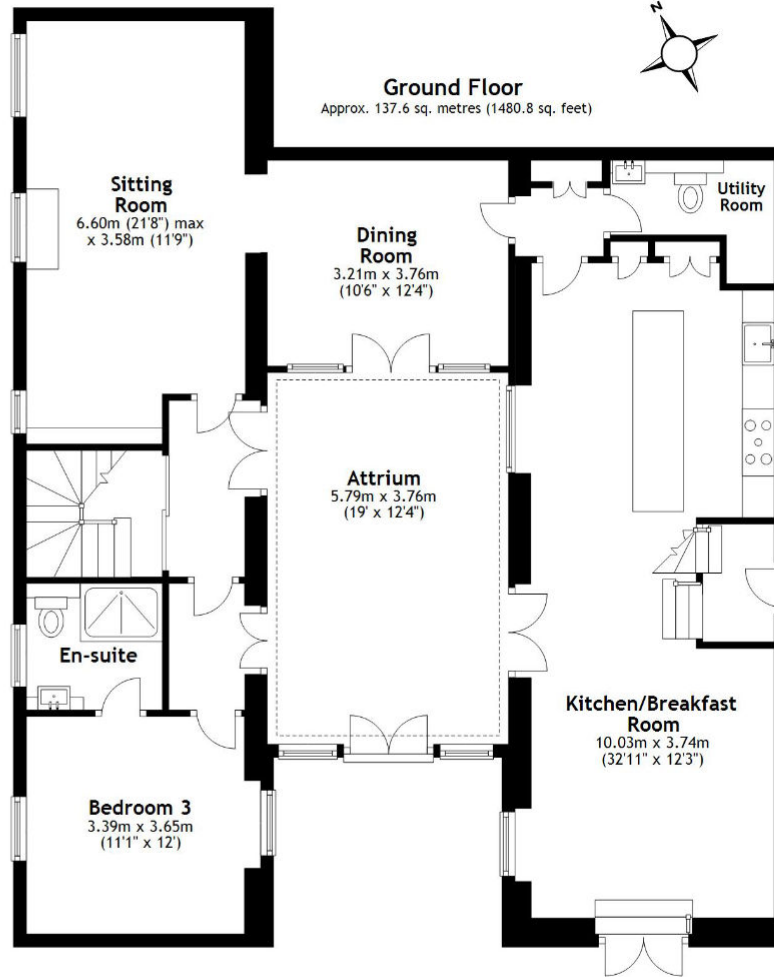 N
Ground Floor
Approx. 137.6 sq. metres (1480.8 sq. feet)
Sitting
Room
6.60m (21'8") max
x 3.58m (11'9")
Dining
Room
3.21m x 3.76m
(10'6" x 12'4")
Utility
Room
Attrium
5.79m x 3.76m
(19' x 12'4")
En-suite
Kitchen/Breakfast
Room
10.03m x 3.74m
(32'11" x 12'3")
Bedroom 3
3.39m x 3.65m
(11'1" x 12')